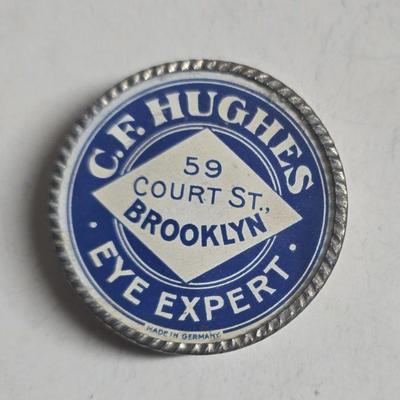 C.F. HUGHES
59
COURT ST.,
BROOKLYN
· EYE EXPERT ·
MADE IN GERMANY